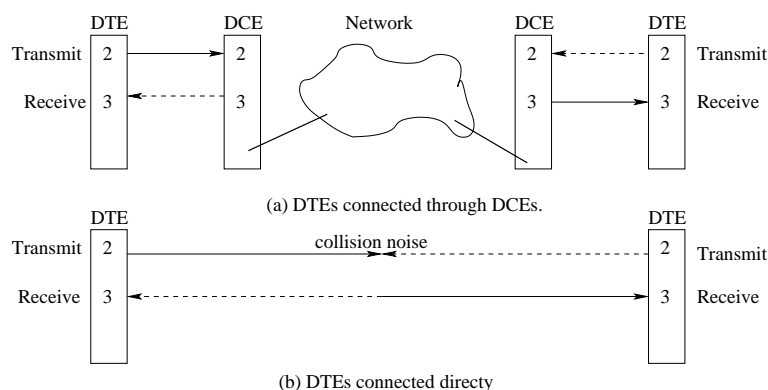 DTE DCE Network DCE DTE
Transmit 2 2 2 2 Transmit
Receive 3 3 3 3 Receive
(a) DTEs connected through DCEs.
DTE DTE
Transmit 2 collision noise 2 Transmit
Receive 3 3 Receive
(b) DTEs connected directy